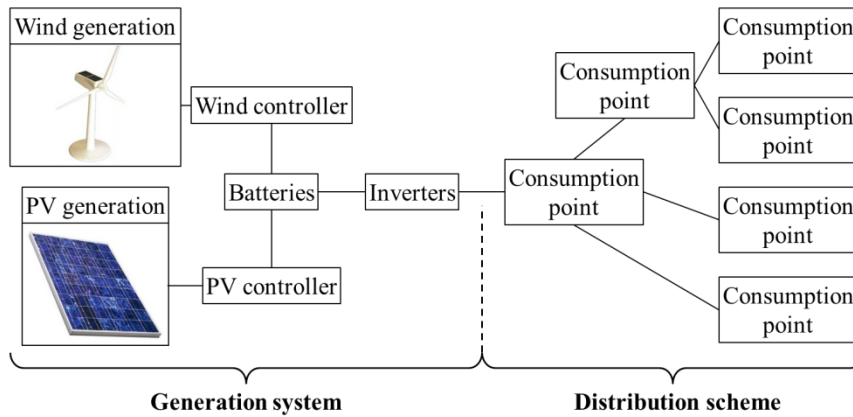 Wind generation
Wind controller
PV generation
PV controller
Batteries
Inverters
Consumption
point
Consumption
point
Consumption
point
Consumption
point
Consumption
point
Consumption
point
Generation system
Distribution scheme